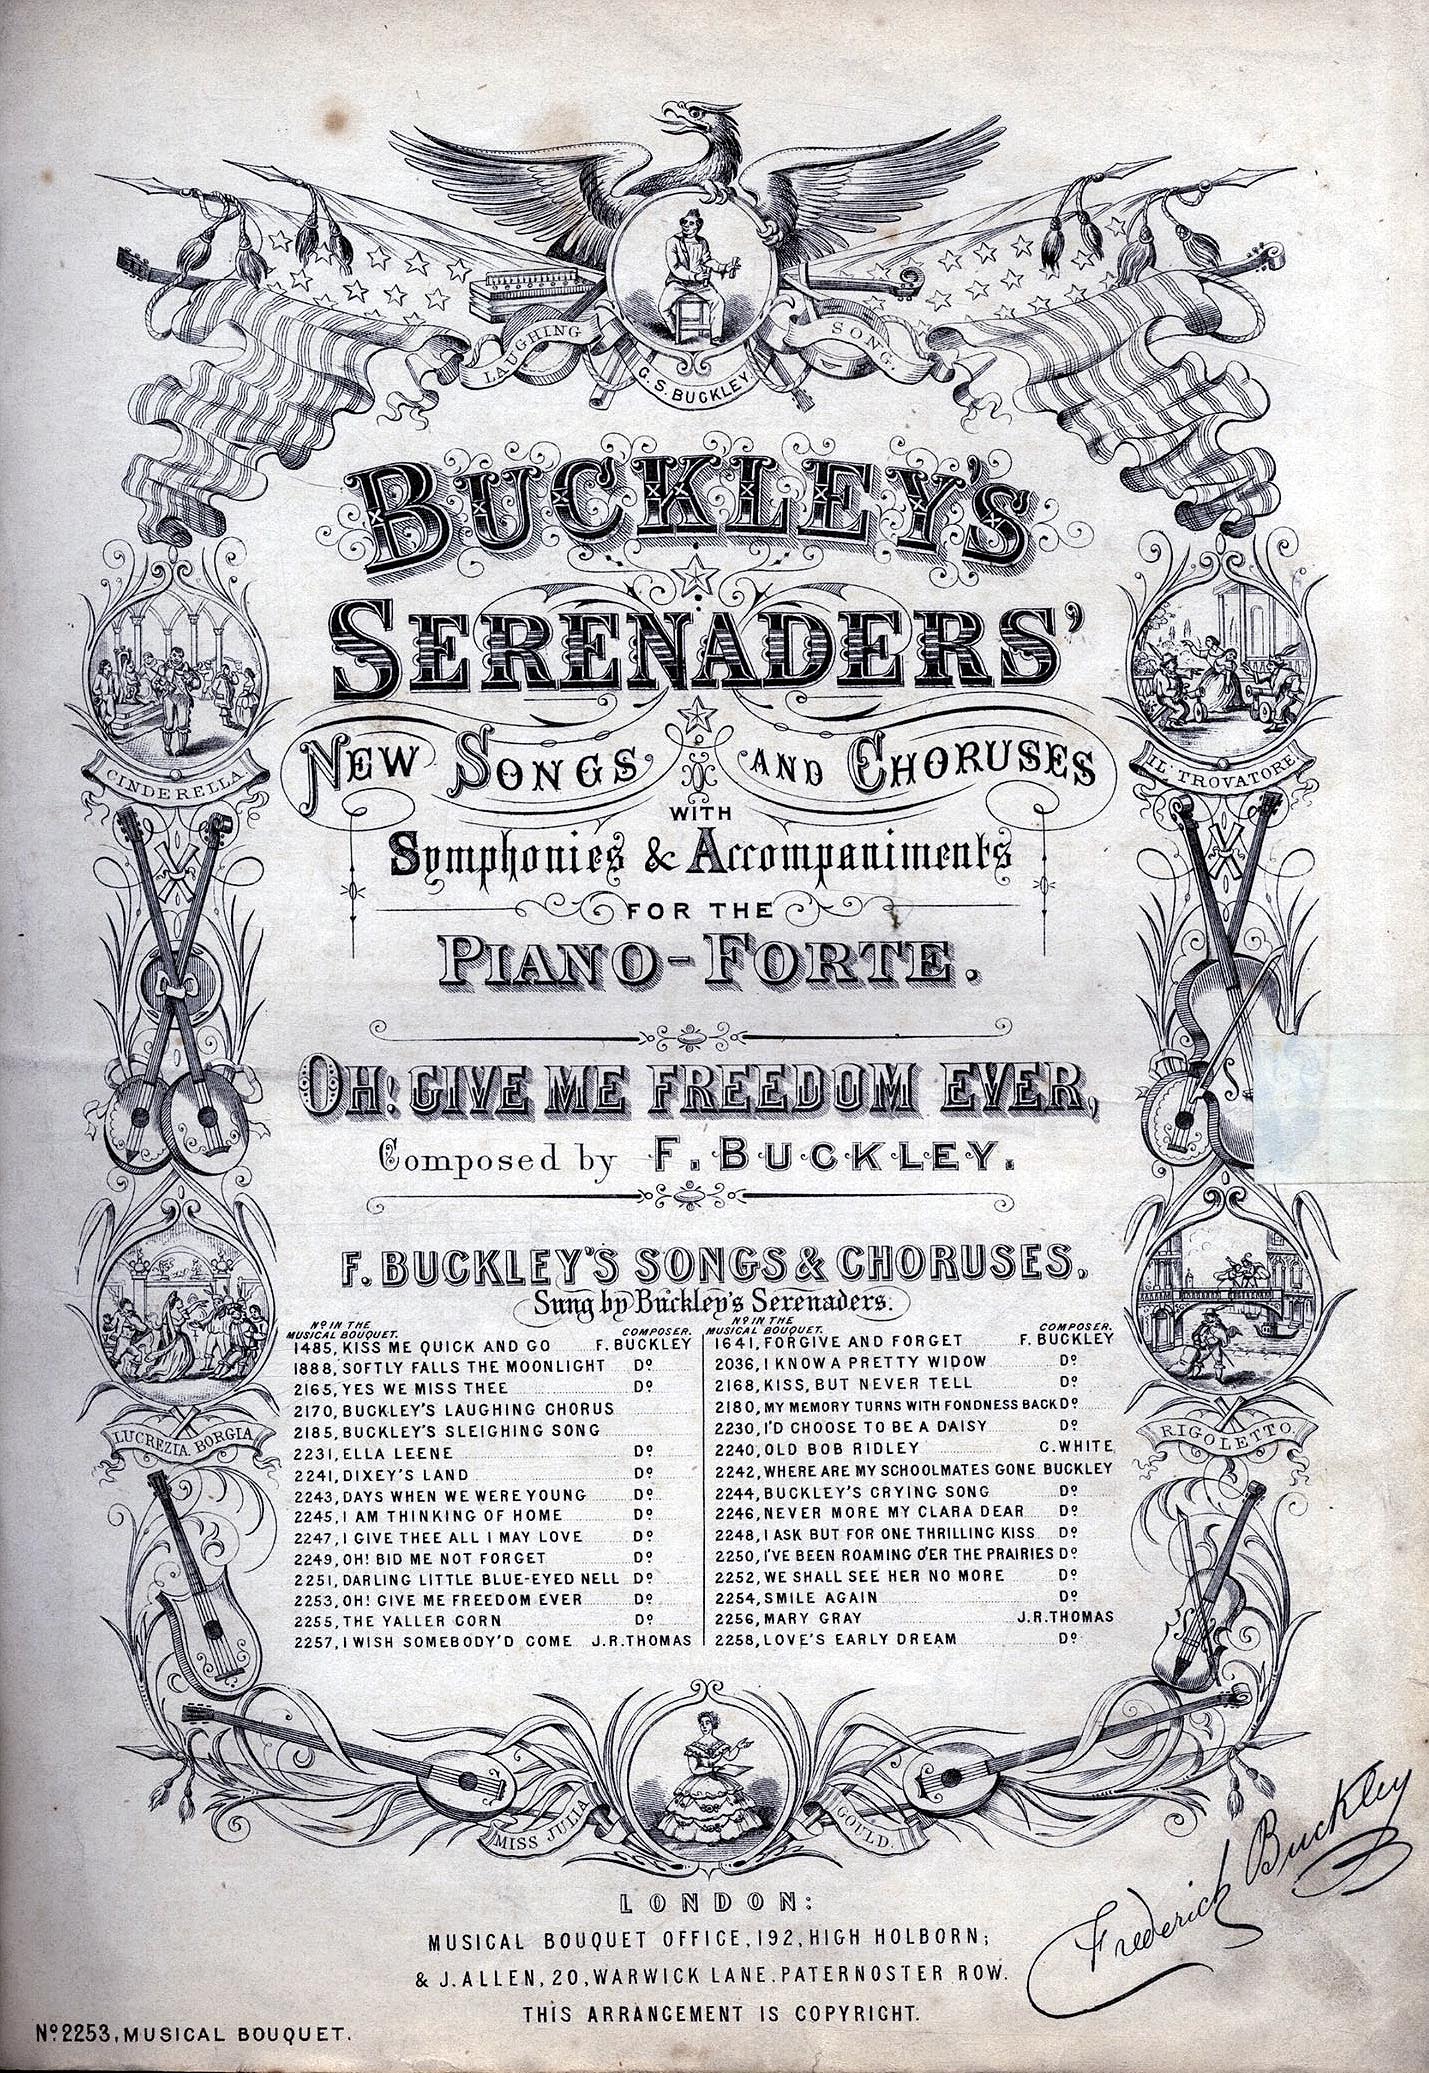 LAUGHING SONG.
G. S. BUCKLEY.
BUCKLEY'S
SERENADERS'
NEW SONGS AND CHORUSES
WITH
Symphonies & Accompaniments
FOR THE
PIANO-FORTE.
CINDERELLA
IL TROVATORE
OH! GIVE ME FREEDOM EVER,
Composed by F. BUCKLEY.
F. BUCKLEY'S SONGS & CHORUSES.
Sung by Buckley's Serenaders.
LUCREZIA BORGIA
RIGOLETTO.
Nº IN THE
MUSICAL BOUQUET. COMPOSER.
1485, KISS ME QUICK AND GO F. BUCKLEY
1888, SOFTLY FALLS THE MOONLIGHT Dº
2165, YES WE MISS THEE Dº
2170, BUCKLEY'S LAUGHING CHORUS
2185, BUCKLEY'S SLEIGHING SONG
2231, ELLA LEENE Dº
2241, DIXEY'S LAND Dº
2243, DAYS WHEN WE WERE YOUNG Dº
2245, I AM THINKING OF HOME Dº
2247, I GIVE THEE ALL I MAY LOVE Dº
2249, OH! BID ME NOT FORGET Dº
2251, DARLING LITTLE BLUE-EYED NELL Dº
2253, OH! GIVE ME FREEDOM EVER Dº
2255, THE YALLER CORN Dº
2257, I WISH SOMEBODY'D COME J. R. THOMAS
Nº IN THE
MUSICAL BOUQUET. COMPOSER.
1641, FORGIVE AND FORGET F. BUCKLEY
2036, I KNOW A PRETTY WIDOW Dº
2168, KISS, BUT NEVER TELL Dº
2180, MY MEMORY TURNS WITH FONDNESS BACK Dº
2230, I'D CHOOSE TO BE A DAISY Dº
2240, OLD BOB RIDLEY C. WHITE
2242, WHERE ARE MY SCHOOLMATES GONE BUCKLEY
2244, BUCKLEY'S CRYING SONG Dº
2246, NEVER MORE MY CLARA DEAR Dº
2248, I ASK BUT FOR ONE THRILLING KISS Dº
2250, I'VE BEEN ROAMING O'ER THE PRAIRIES Dº
2252, WE SHALL SEE HER NO MORE Dº
2254, SMILE AGAIN Dº
2256, MARY GRAY J. R. THOMAS
2258, LOVE'S EARLY DREAM Dº
MISS JULIA GOULD.
LONDON:
MUSICAL BOUQUET OFFICE, 192, HIGH HOLBORN;
& J. ALLEN, 20, WARWICK LANE, PATERNOSTER ROW.
THIS ARRANGEMENT IS COPYRIGHT.
Frederick Buckley
Nº 2253, MUSICAL BOUQUET.